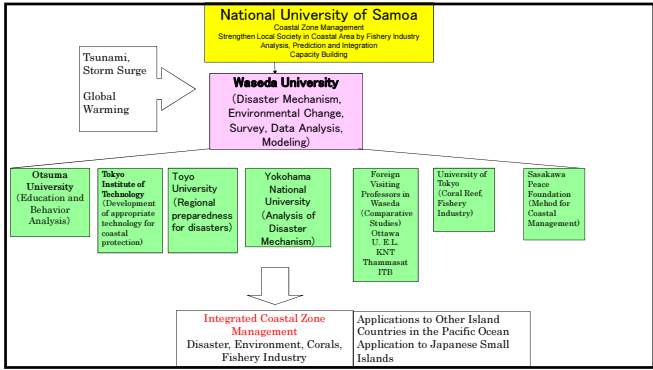 National University of Samoa
Coastal Zone Management
Strengthen Local Society in Coastal Area by Fishery Industry
Analysis, Prediction and Integration
Capacity Building
Tsunami,
Storm Surge
Global
Warming
Waseda University
(Disaster Mechanism,
Environmental Change,
Survey, Data Analysis,
Modeling)
Otsuma
University
(Education and
Behavior
Analysis)
Tokyo
Institute of
Technology
(Development
of appropriate
technology for
coastal
protection)
Toyo
University
(Regional
preparedness
for disasters)
Yokohama
National
University
(Analysis of
Disaster
Mechanism)
Foreign
Visiting
Professors in
Waseda
(Comparative
Studies)
Ottawa
U. E.L.
KNT
Thammasat
ITB
University of
Tokyo
(Coral Reef,
Fishery
Industry)
Sasakawa
Peace
Foundation
(Mehod for
Coastal
Management)
Integrated Coastal Zone
Management
Disaster, Environment, Corals,
Fishery Industry
Applications to Other Island
Countries in the Pacific Ocean
Application to Japanese Small
Islands